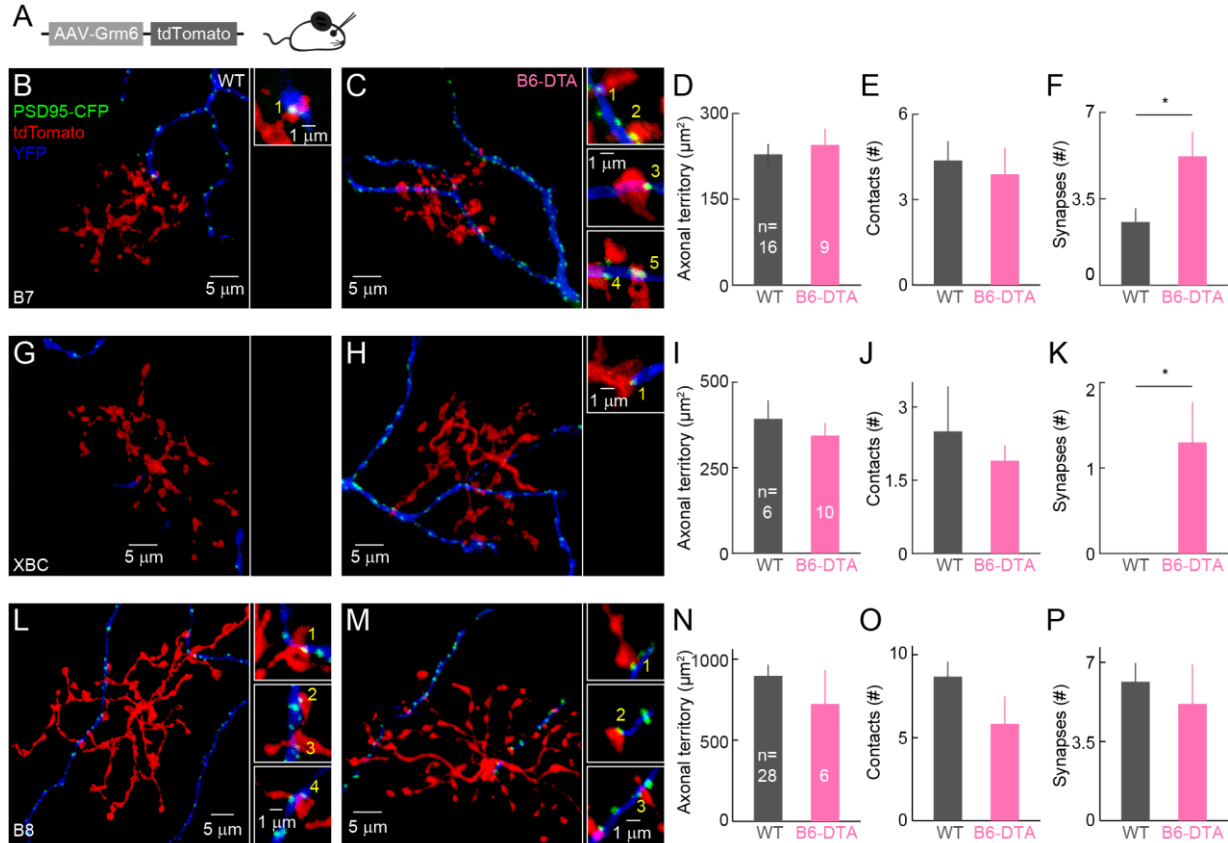 A
AAV-Grm6 tdTomato
B WT
PSD95-CFP
tdTomato
YFP
1
1 μm
5 μm
B7
C B6-DTA
1
2
1 μm
3
5
4
5 μm
D
Axonal territory (μm²)
300
150
0
n=
16
9
WT B6-DTA
E
Contacts (#)
6
3
0
WT B6-DTA
F
Synapses (#/)
7
3.5
0
*
WT B6-DTA
G
5 μm
XBC
H
1
1 μm
5 μm
I
Axonal territory (μm²)
500
250
0
n=
6
10
WT B6-DTA
J
Contacts (#)
3
1.5
0
WT B6-DTA
K
Synapses (#)
2
1
0
*
WT B6-DTA
L
1
2
3
4
1 μm
5 μm
B8
M
1
2
3
1 μm
5 μm
N
Axonal territory (μm²)
1000
500
0
n=
28
6
WT B6-DTA
O
Contacts (#)
10
5
0
WT B6-DTA
P
Synapses (#)
7
3.5
0
WT B6-DTA